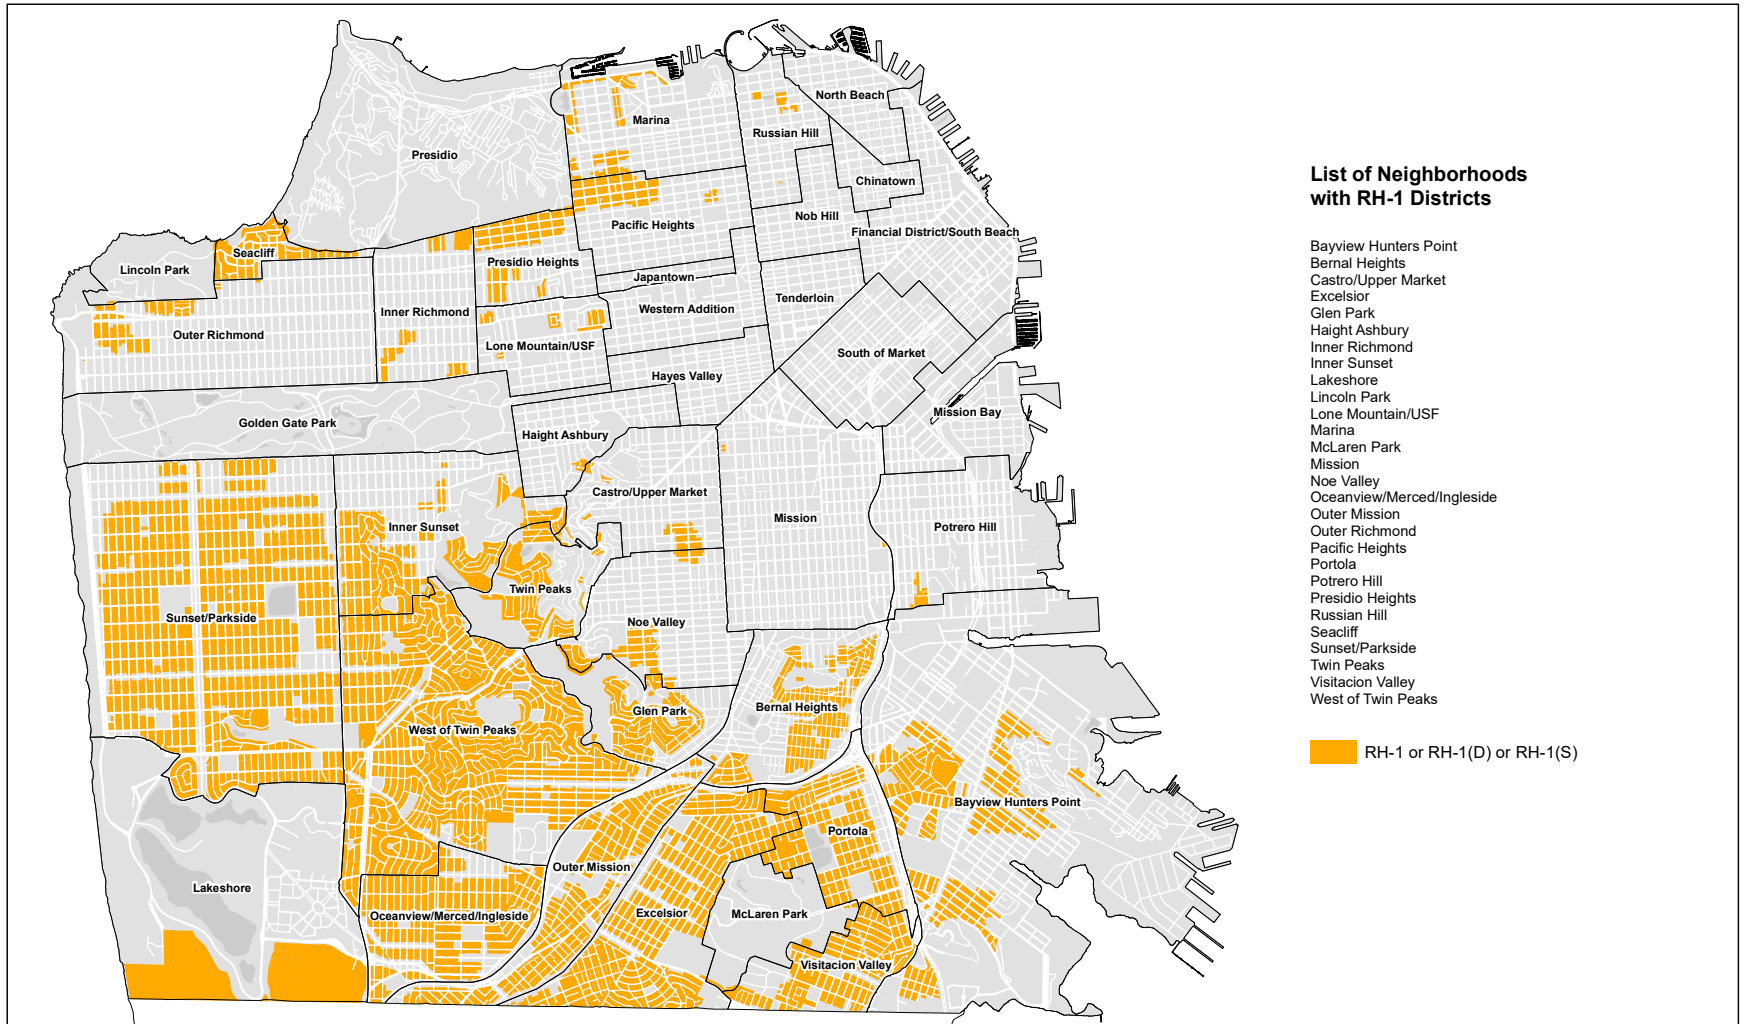 North Beach
Marina
Russian Hill
Presidio
Chinatown
Nob Hill
Pacific Heights
Financial District/South Beach
Seacliff
Lincoln Park
Presidio Heights
Japantown
Tenderloin
Western Addition
Inner Richmond
Outer Richmond
Lone Mountain/USF
South of Market
Hayes Valley
Mission Bay
Golden Gate Park
Haight Ashbury
Castro/Upper Market
Mission
Inner Sunset
Potrero Hill
Twin Peaks
Sunset/Parkside
Noe Valley
Bernal Heights
Glen Park
West of Twin Peaks
Bayview Hunters Point
Portola
Outer Mission
Lakeshore
Oceanview/Merced/Ingleside
Excelsior
McLaren Park
Visitacion Valley
List of Neighborhoods
with RH-1 Districts
Bayview Hunters Point
Bernal Heights
Castro/Upper Market
Excelsior
Glen Park
Haight Ashbury
Inner Richmond
Inner Sunset
Lakeshore
Lincoln Park
Lone Mountain/USF
Marina
McLaren Park
Mission
Noe Valley
Oceanview/Merced/Ingleside
Outer Mission
Outer Richmond
Pacific Heights
Portola
Potrero Hill
Presidio Heights
Russian Hill
Seacliff
Sunset/Parkside
Twin Peaks
Visitacion Valley
West of Twin Peaks
RH-1 or RH-1(D) or RH-1(S)